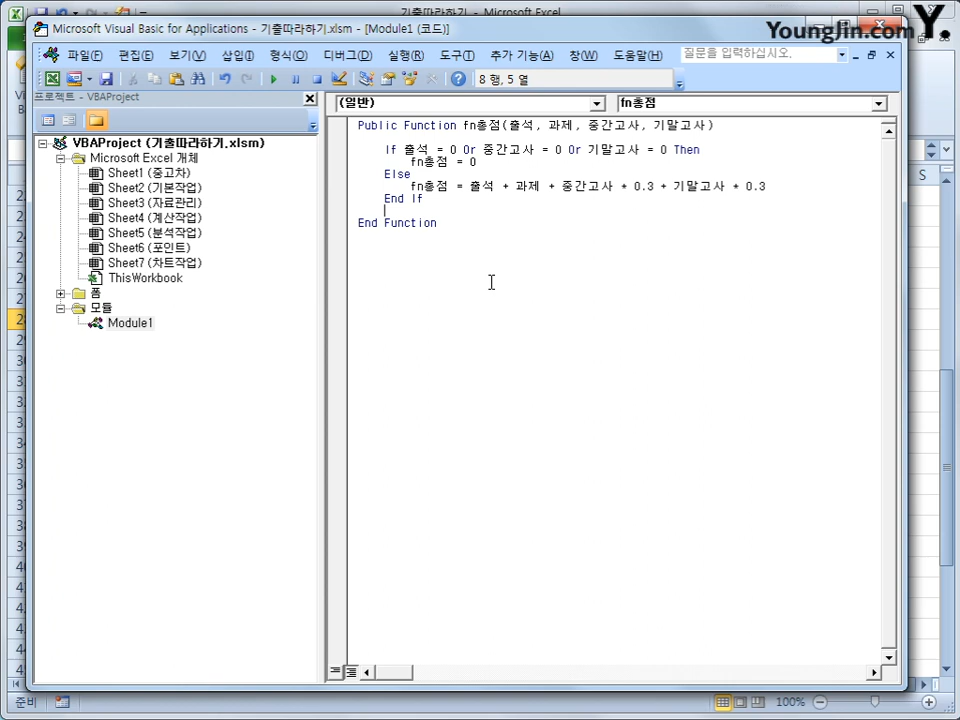 기출따라하기 - Microsoft Excel
Microsoft Visual Basic for Applications - 기출따라하기.xlsm - [Module1 (코드)]
YoungJin.com Y.
파일(F) 편집(E) 보기(V) 삽입(I) 형식(O) 디버그(D) 실행(R) 도구(T) 추가 기능(A) 창(W) 도움말(H) 질문을 입력하십시오.
8 행, 5 열
프로젝트 - VBAProject
(일반) fn총점
VBAProject (기출따라하기.xlsm)
Microsoft Excel 개체
Sheet1 (중고차)
Sheet2 (기본작업)
Sheet3 (자료관리)
Sheet4 (계산작업)
Sheet5 (분석작업)
Sheet6 (포인트)
Sheet7 (차트작업)
ThisWorkbook
폼
모듈
Module1
Public Function fn총점(출석, 과제, 중간고사, 기말고사)
If 출석 = 0 Or 중간고사 = 0 Or 기말고사 = 0 Then
fn총점 = 0
Else
fn총점 = 출석 + 과제 + 중간고사 * 0.3 + 기말고사 * 0.3
End If
End Function
S
준비
100%